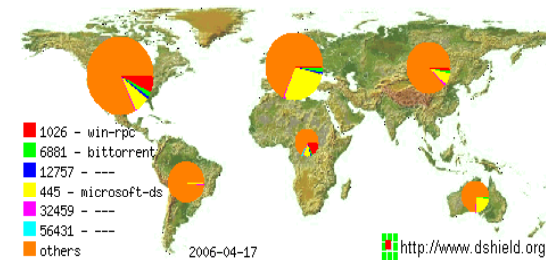 1026 - win-rpc
6881 - bittorrent
12757 - ---
445 - microsoft-ds
32459 - ---
56431 - ---
others
2006-04-17
http://www.dshield.org